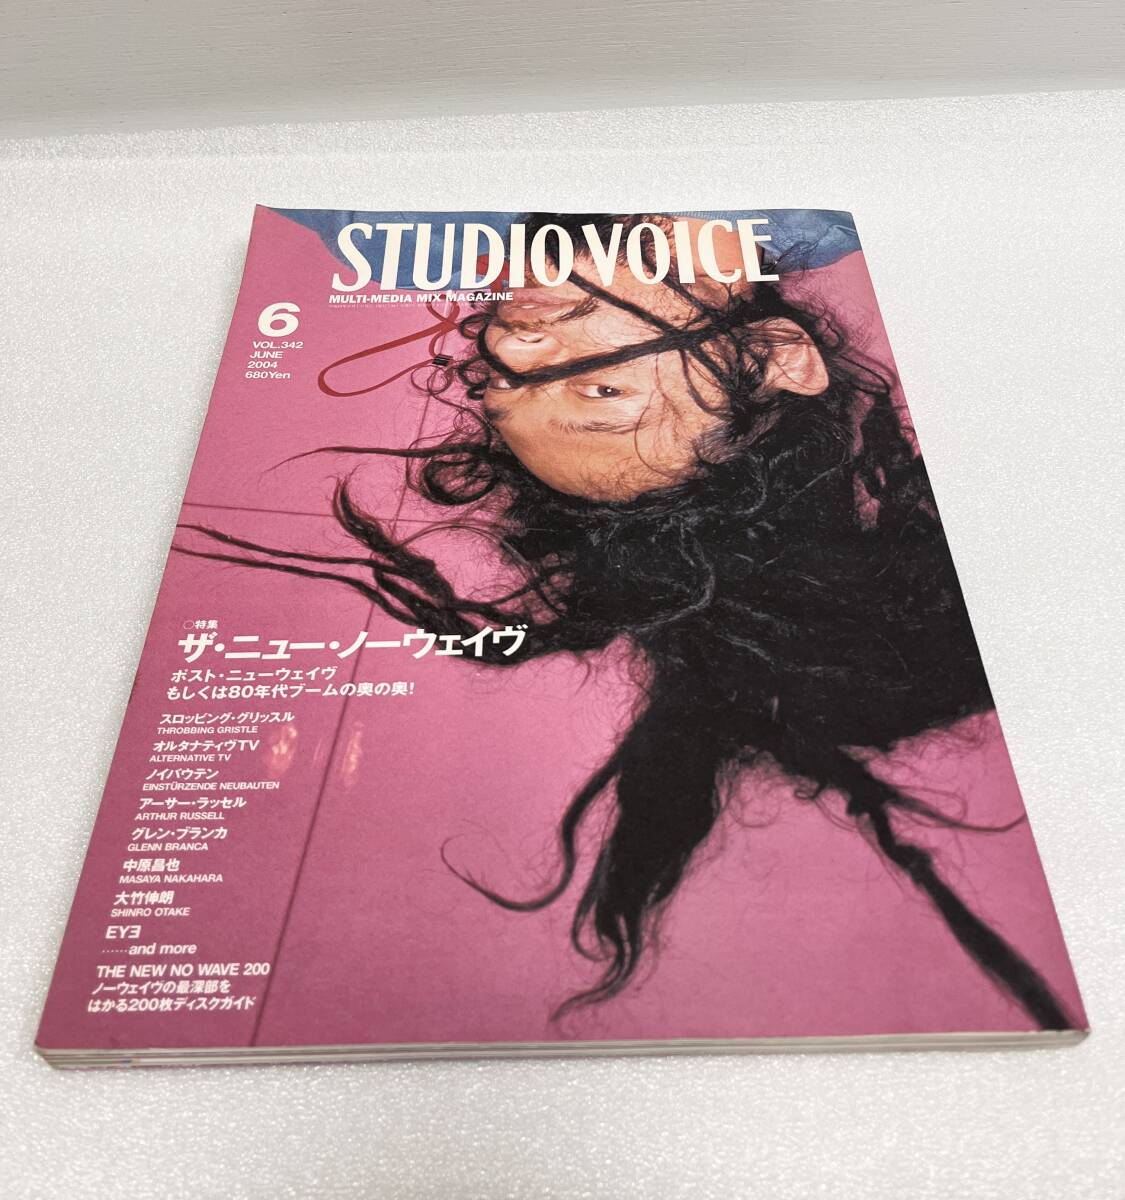 STUDIO VOICE
MULTI-MEDIA MIX MAGAZINE
6
VOL.342
JUNE
2004
680Yen
○特集
ザ・ニュー・ノーウェイヴ
ポスト・ニューウェイヴ
もしくは80年代ブームの奥の奥!
スロッビング・グリッスル
THROBBING GRISTLE
オルタナティヴTV
ALTERNATIVE TV
ノイバウテン
EINSTÜRZENDE NEUBAUTEN
アーサー・ラッセル
ARTHUR RUSSELL
グレン・ブランカ
GLENN BRANCA
中原昌也
MASAYA NAKAHARA
大竹伸朗
SHINRO OTAKE
EYƎ
……and more
THE NEW NO WAVE 200
ノーウェイヴの最深部を
はかる200枚ディスクガイド